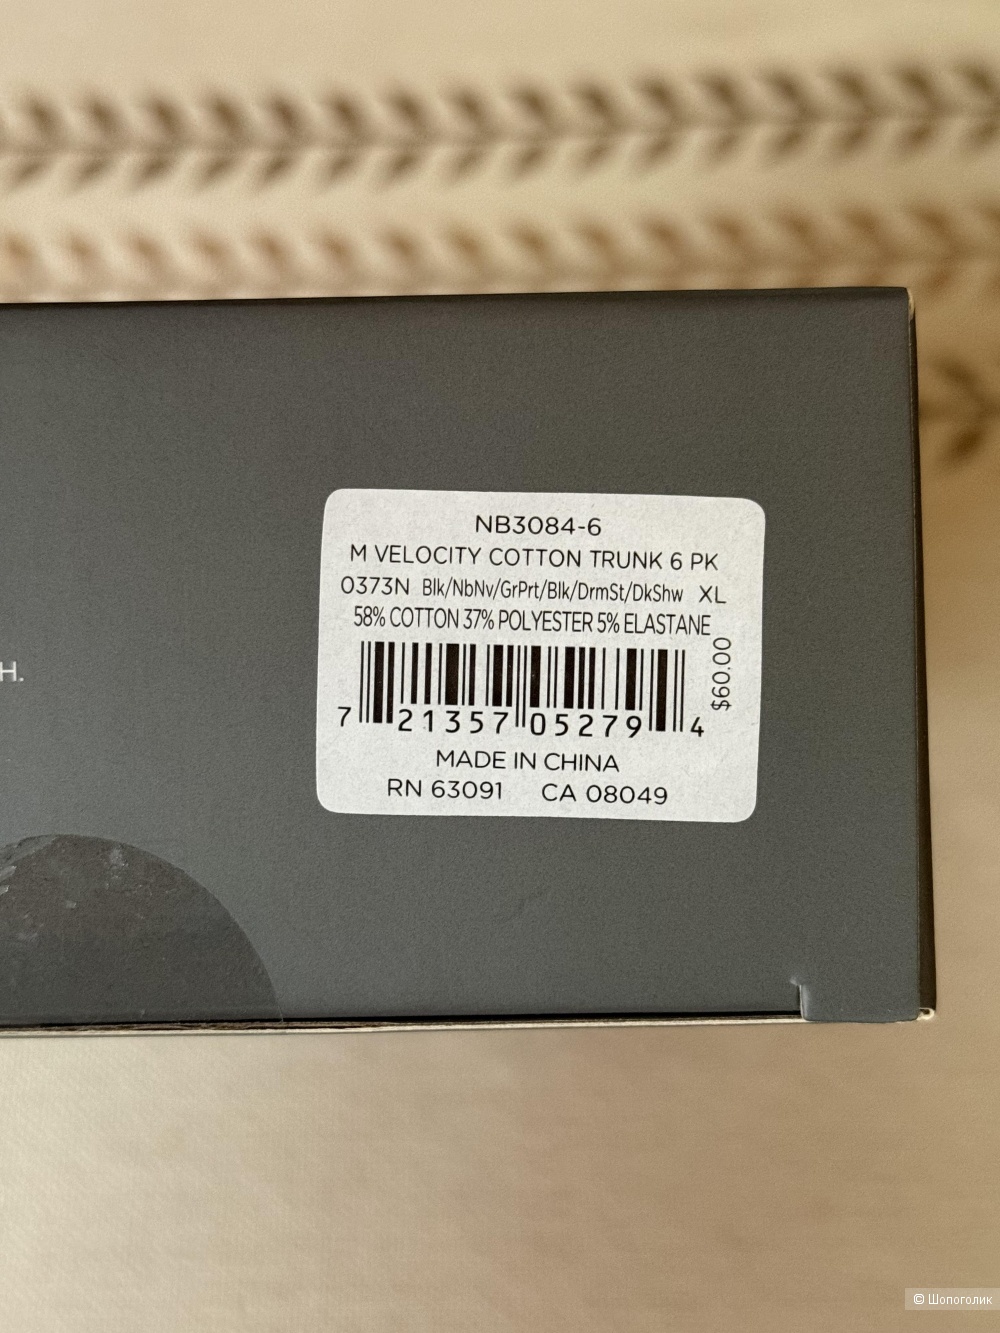 NB3084-6
M VELOCITY COTTON TRUNK 6 PK
0373N Blk/NbNv/GrPrt/Blk/DrmSt/DkShw XL
58% COTTON 37% POLYESTER 5% ELASTANE
$60.00
H.
7 21357 05279 4
MADE IN CHINA
RN 63091 CA 08049
© Шопоголик